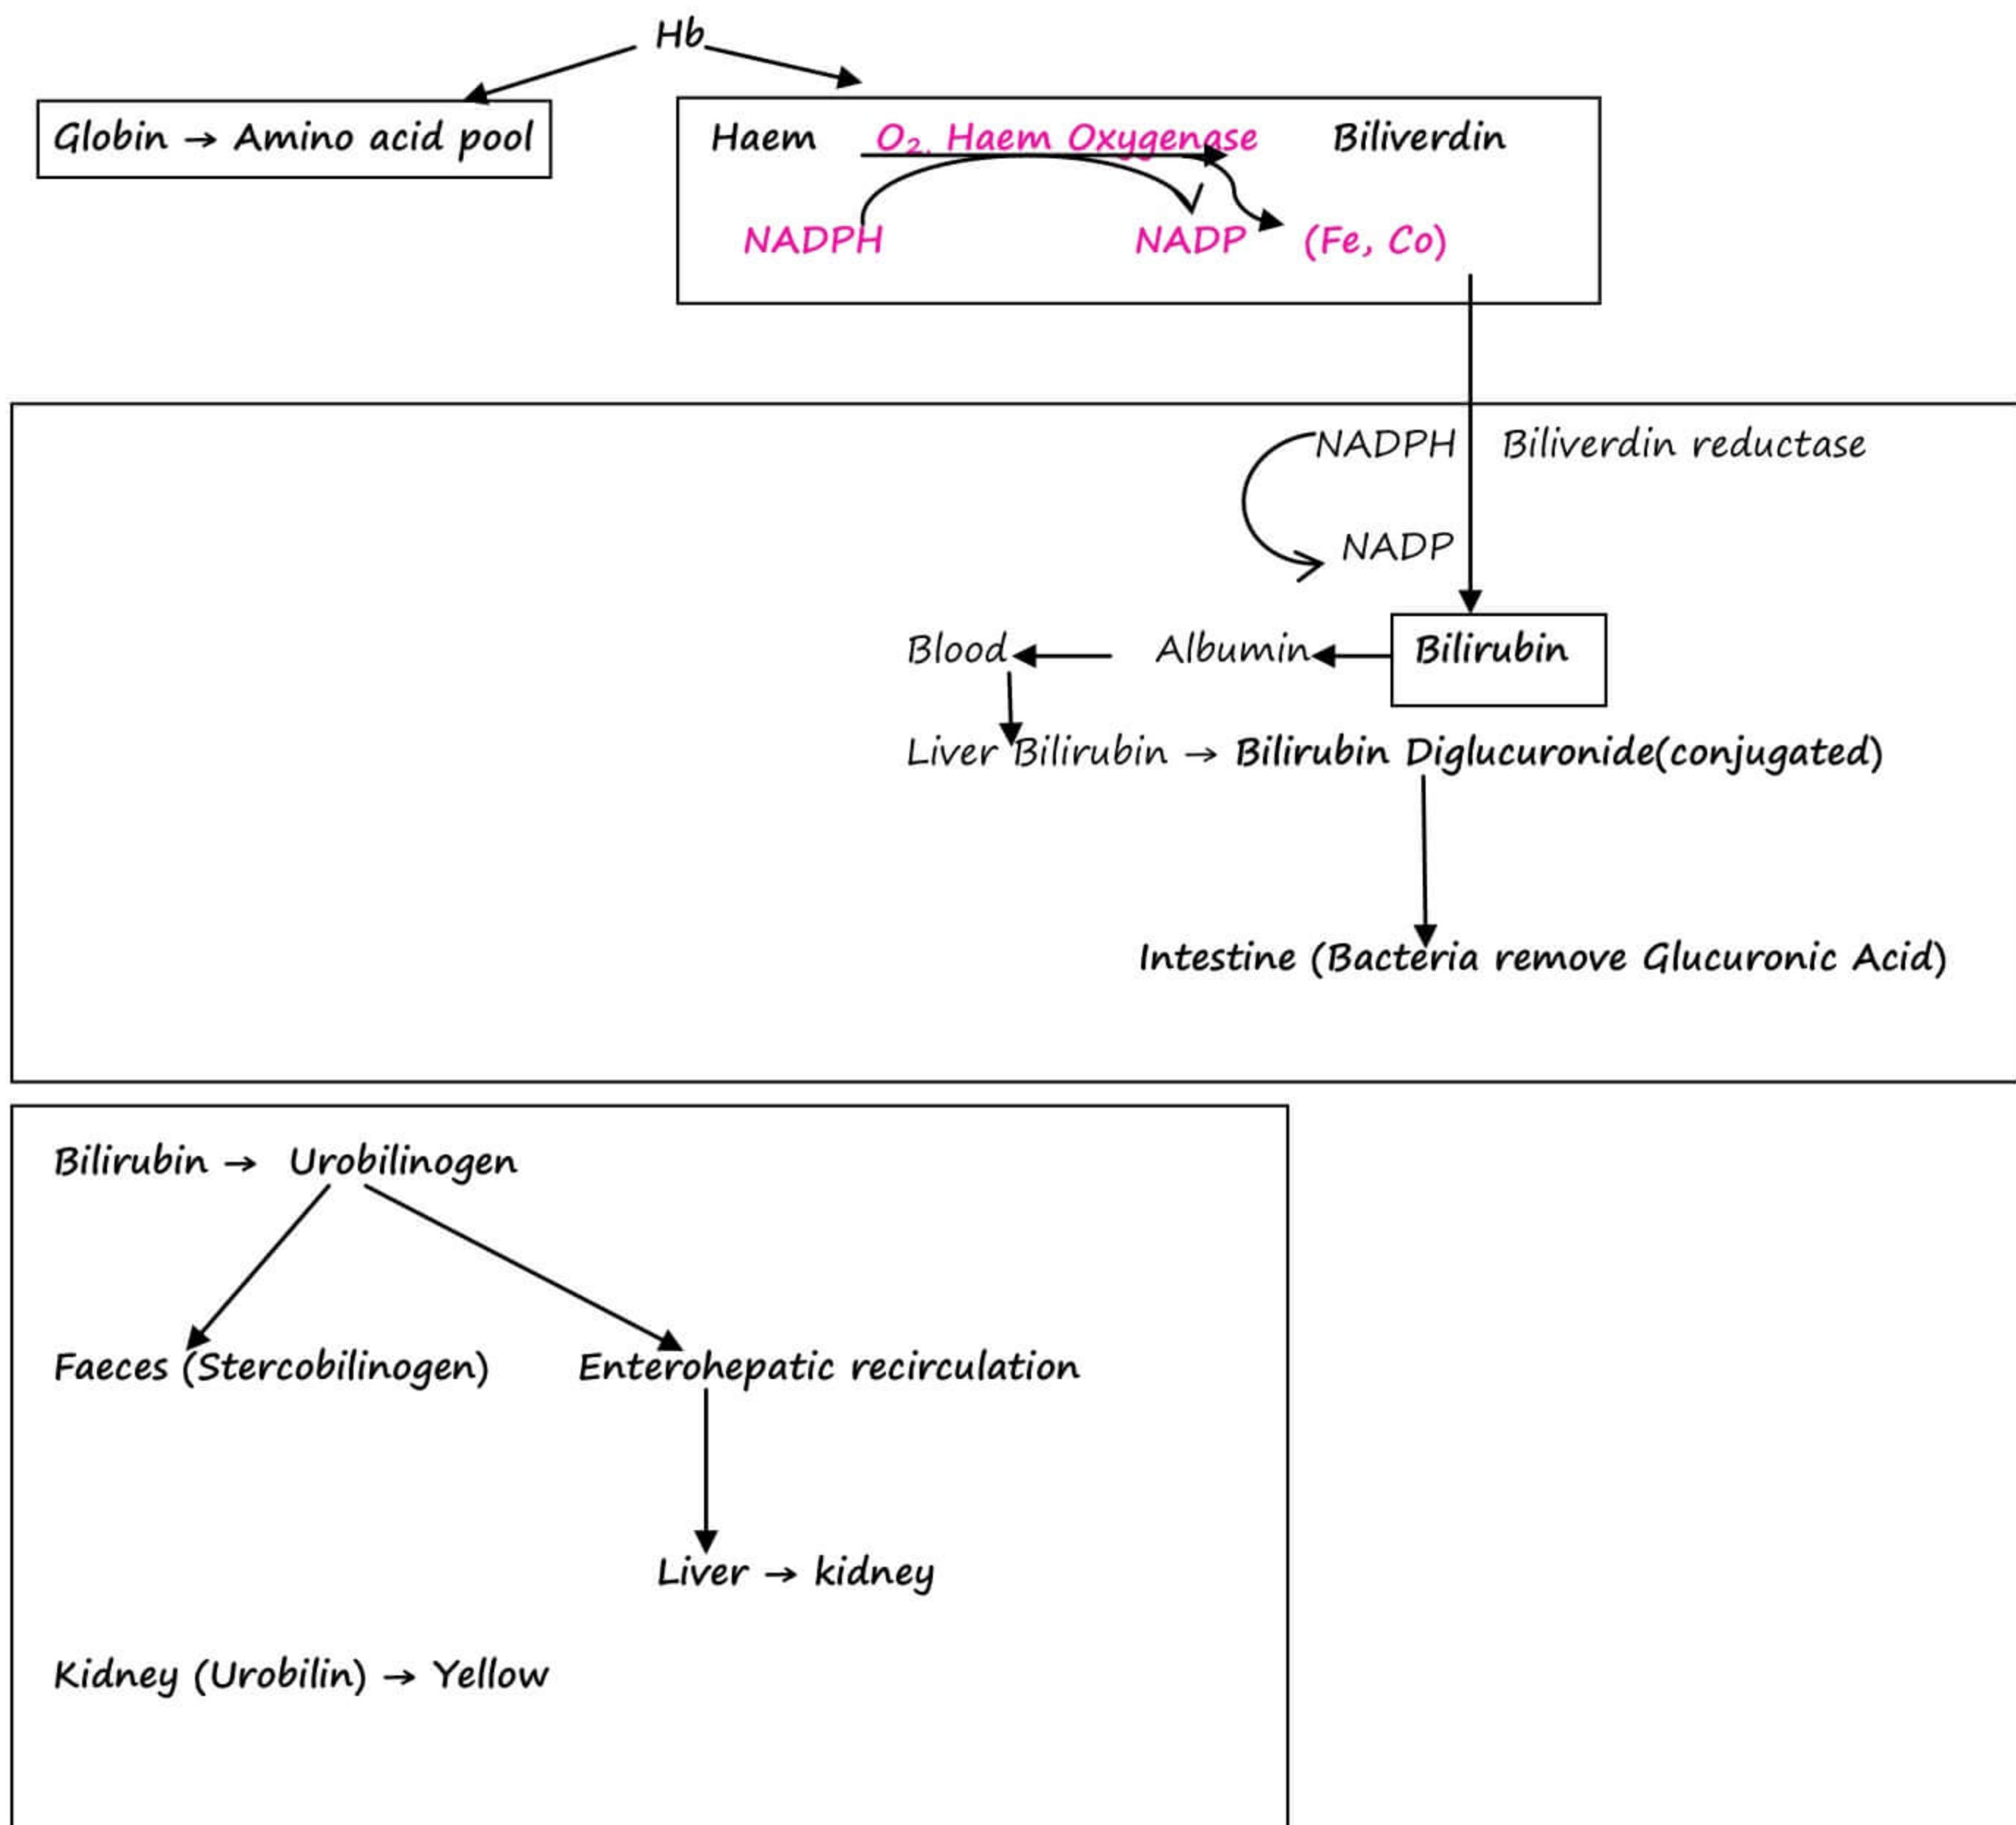 Hb
Globin → Amino acid pool
Haem O₂. Haem Oxygenase Biliverdin
NADPH NADP (Fe, Co)
NADPH Biliverdin reductase
NADP
Blood Albumin Bilirubin
Liver Bilirubin → Bilirubin Diglucuronide(conjugated)
Intestine (Bacteria remove Glucuronic Acid)
Bilirubin → Urobilinogen
Faeces (Stercobilinogen) Enterohepatic recirculation
Liver → kidney
Kidney (Urobilin) → Yellow